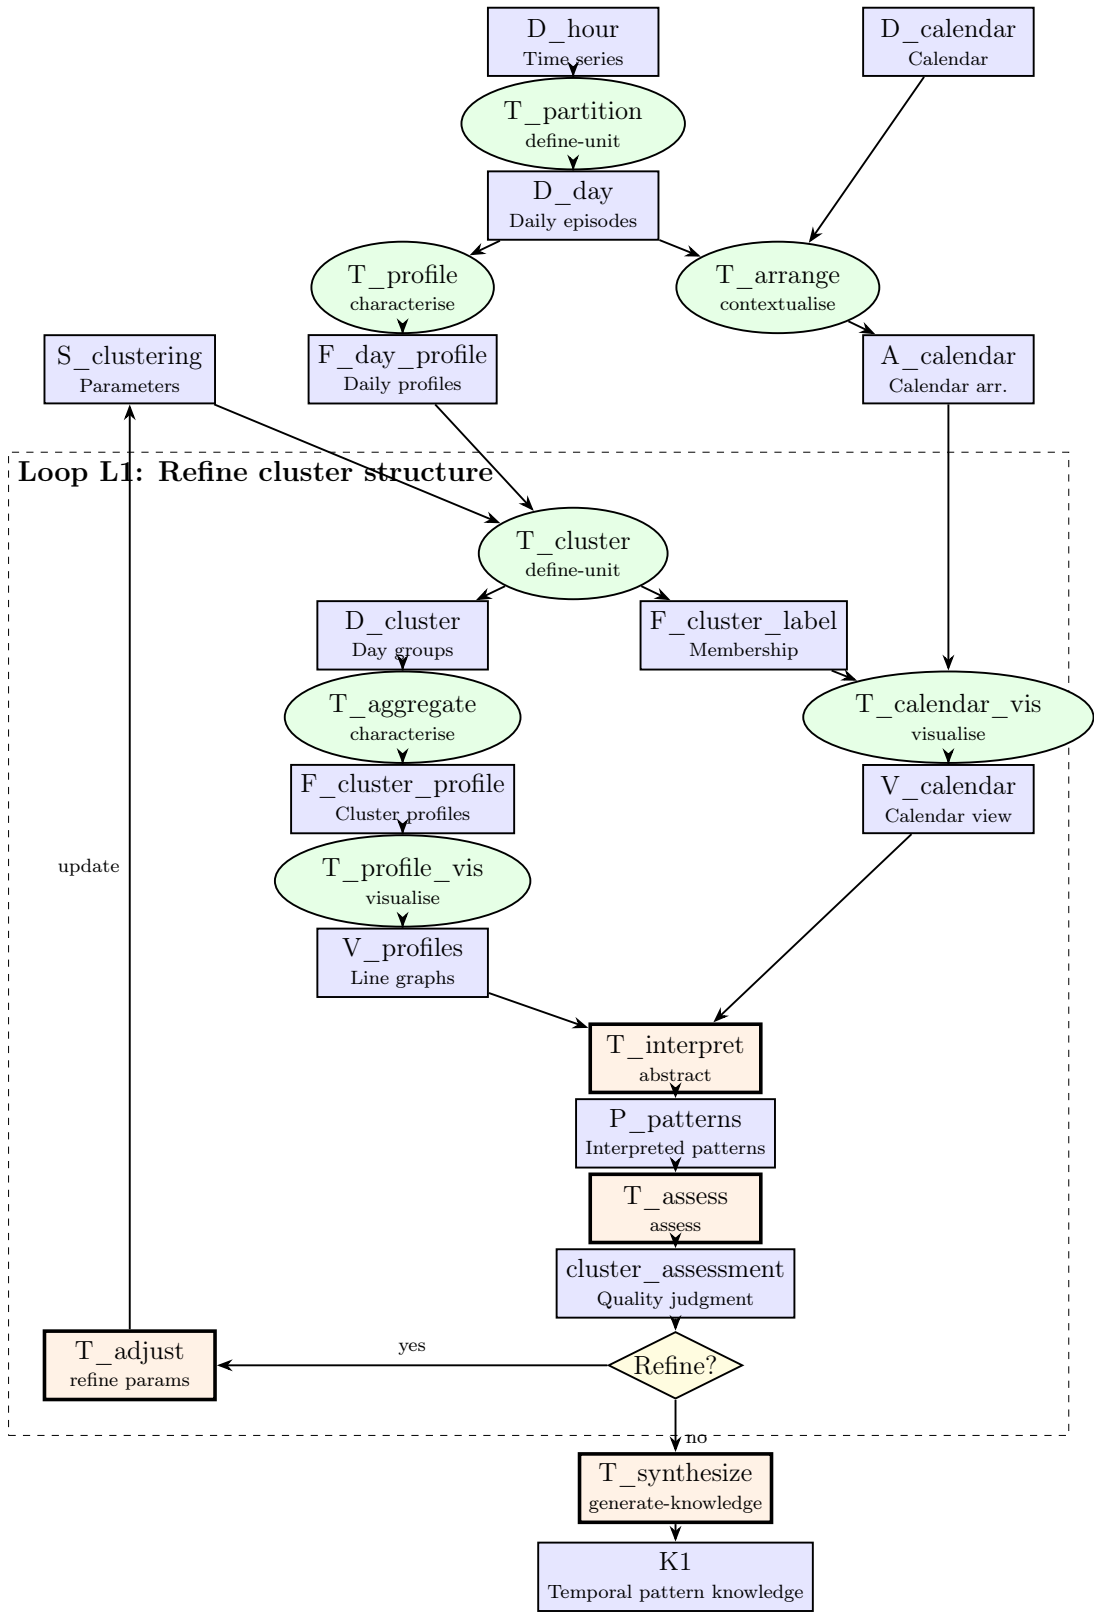 D_hour
Time series
D_calendar
Calendar
T_partition
define-unit
D_day
Daily episodes
T_profile
characterise
T_arrange
contextualise
S_clustering
Parameters
F_day_profile
Daily profiles
A_calendar
Calendar arr.
Loop L1: Refine cluster structure
T_cluster
define-unit
D_cluster
Day groups
F_cluster_label
Membership
T_aggregate
characterise
T_calendar_vis
visualise
F_cluster_profile
Cluster profiles
V_calendar
Calendar view
update
T_profile_vis
visualise
V_profiles
Line graphs
T_interpret
abstract
P_patterns
Interpreted patterns
T_assess
assess
cluster_assessment
Quality judgment
T_adjust
refine params
yes
Refine?
no
T_synthesize
generate-knowledge
K1
Temporal pattern knowledge